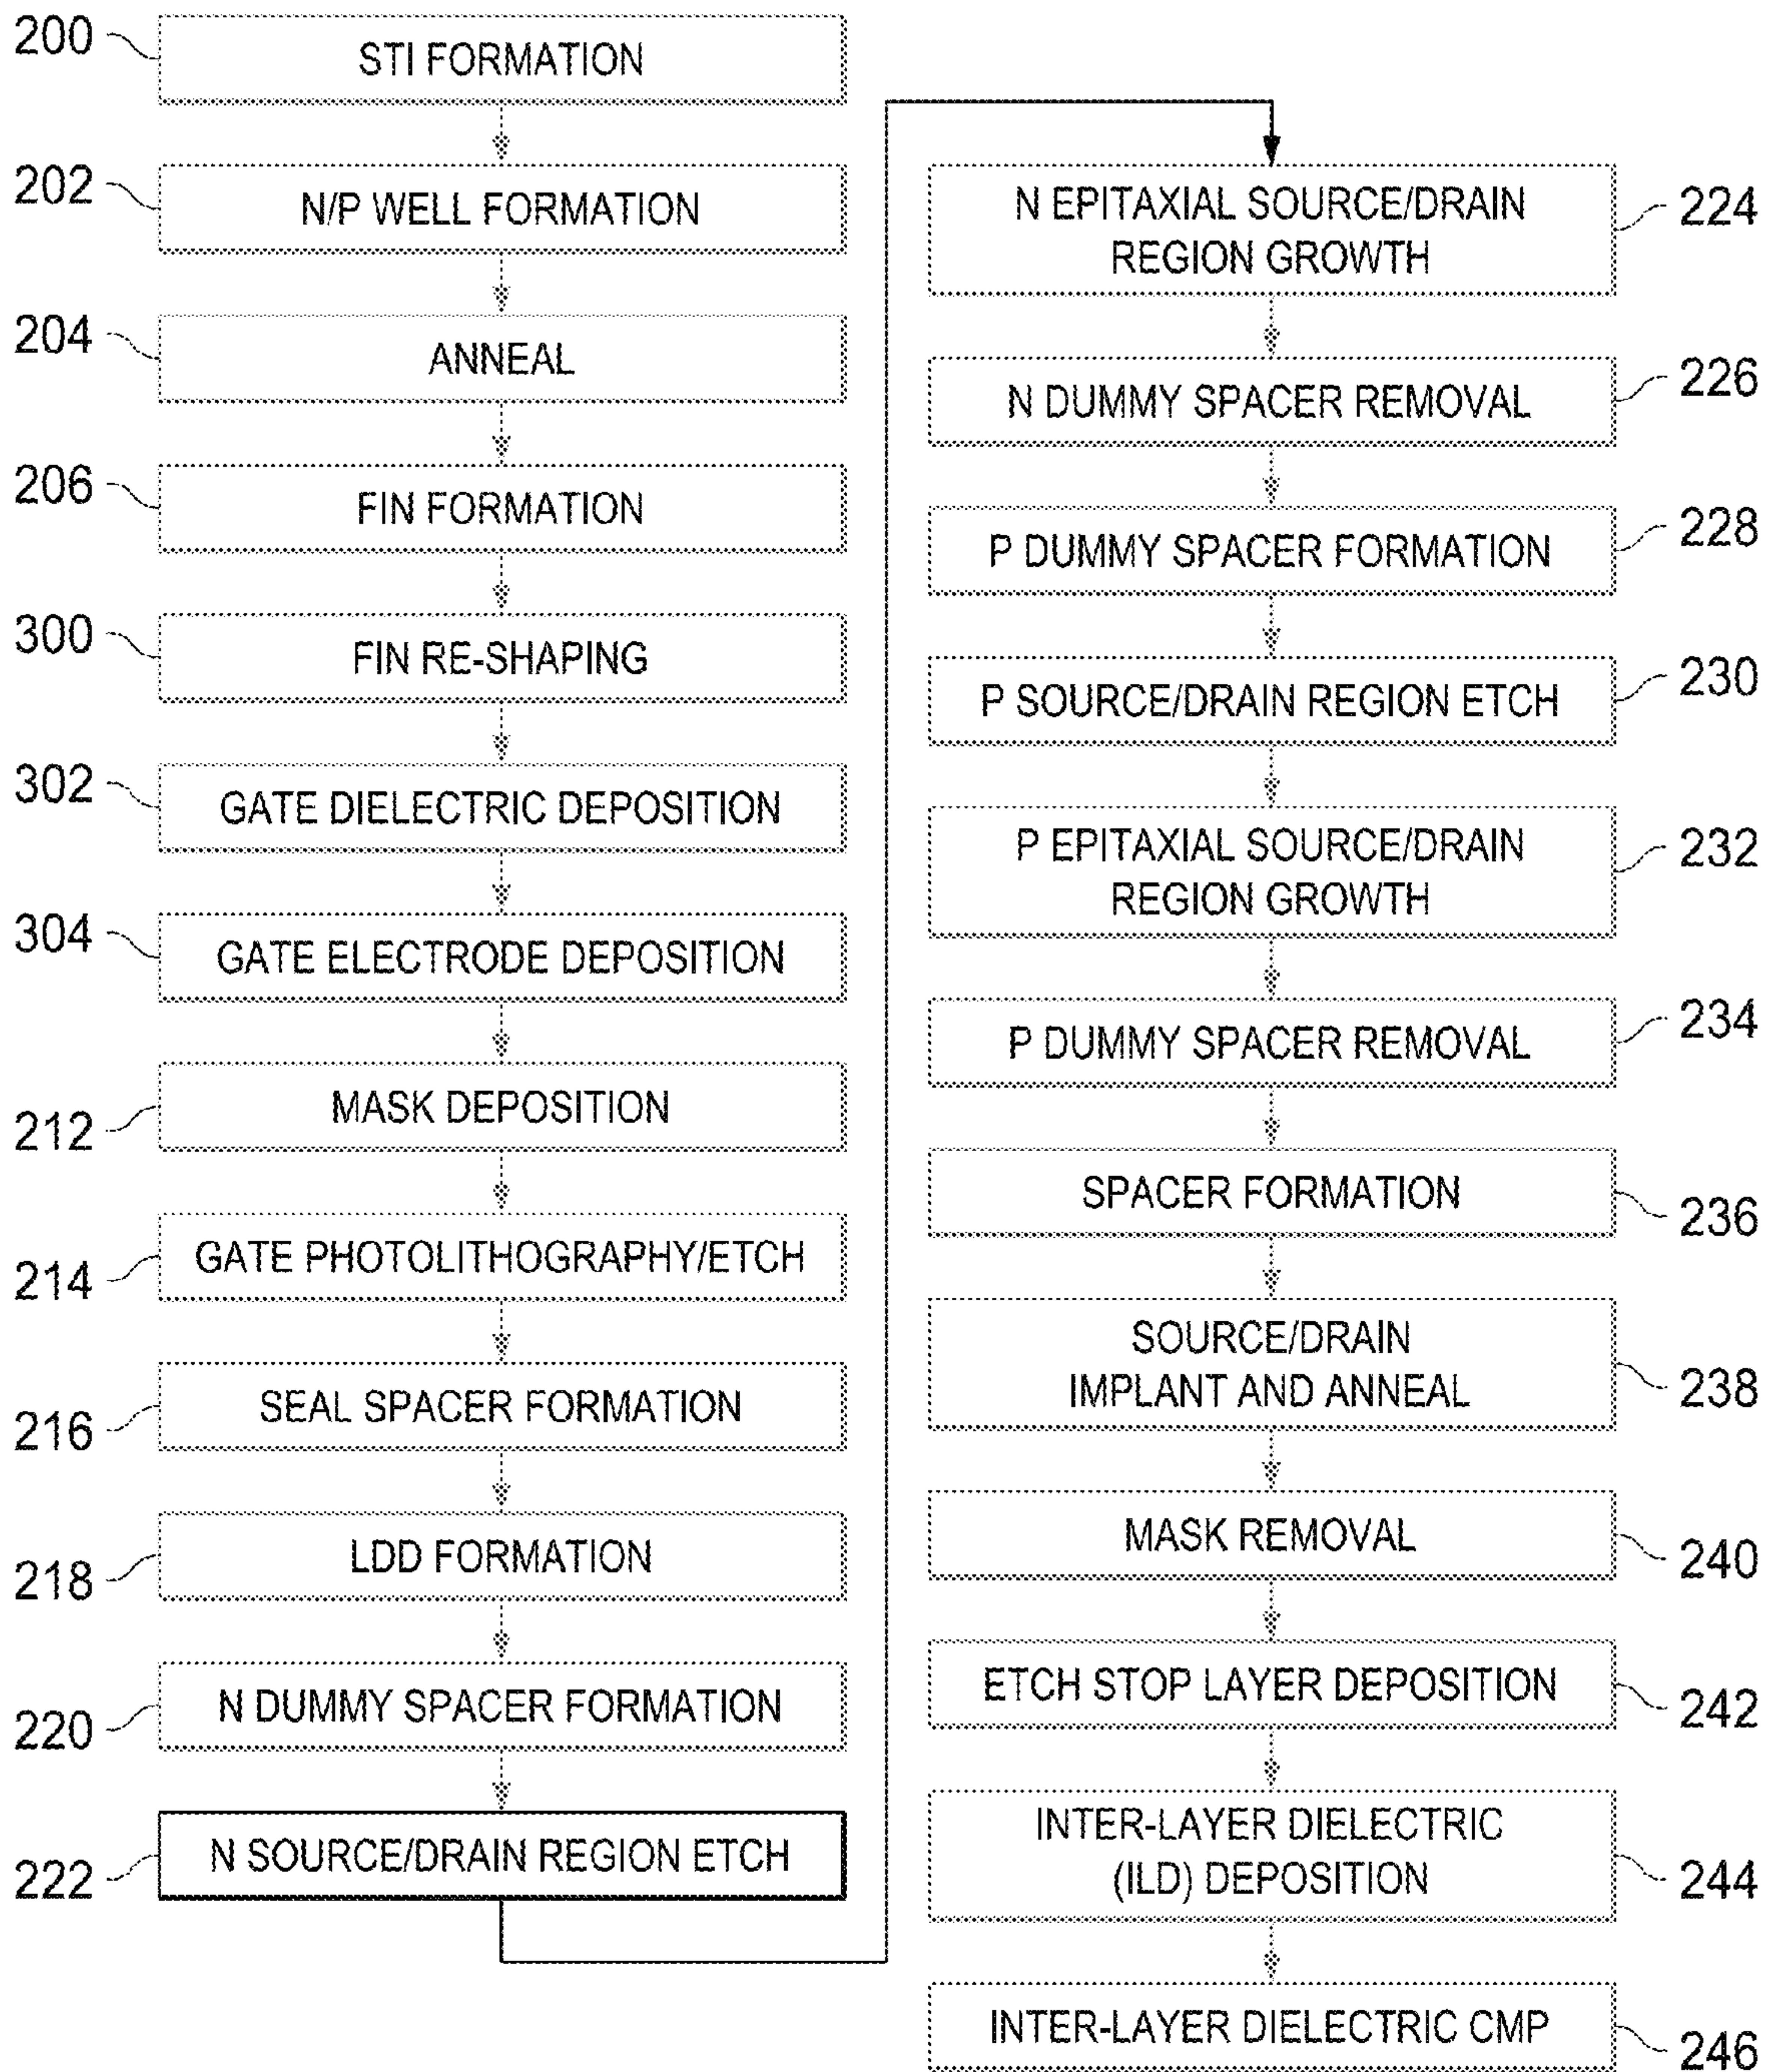 200
STI FORMATION
202
N/P WELL FORMATION
204
ANNEAL
206
FIN FORMATION
300
FIN RE-SHAPING
302
GATE DIELECTRIC DEPOSITION
304
GATE ELECTRODE DEPOSITION
212
MASK DEPOSITION
214
GATE PHOTOLITHOGRAPHY/ETCH
216
SEAL SPACER FORMATION
218
LDD FORMATION
220
N DUMMY SPACER FORMATION
222
N SOURCE/DRAIN REGION ETCH
N EPITAXIAL SOURCE/DRAIN
REGION GROWTH
224
N DUMMY SPACER REMOVAL
226
P DUMMY SPACER FORMATION
228
P SOURCE/DRAIN REGION ETCH
230
P EPITAXIAL SOURCE/DRAIN
REGION GROWTH
232
P DUMMY SPACER REMOVAL
234
SPACER FORMATION
236
SOURCE/DRAIN
IMPLANT AND ANNEAL
238
MASK REMOVAL
240
ETCH STOP LAYER DEPOSITION
242
INTER-LAYER DIELECTRIC
(ILD) DEPOSITION
244
INTER-LAYER DIELECTRIC CMP
246